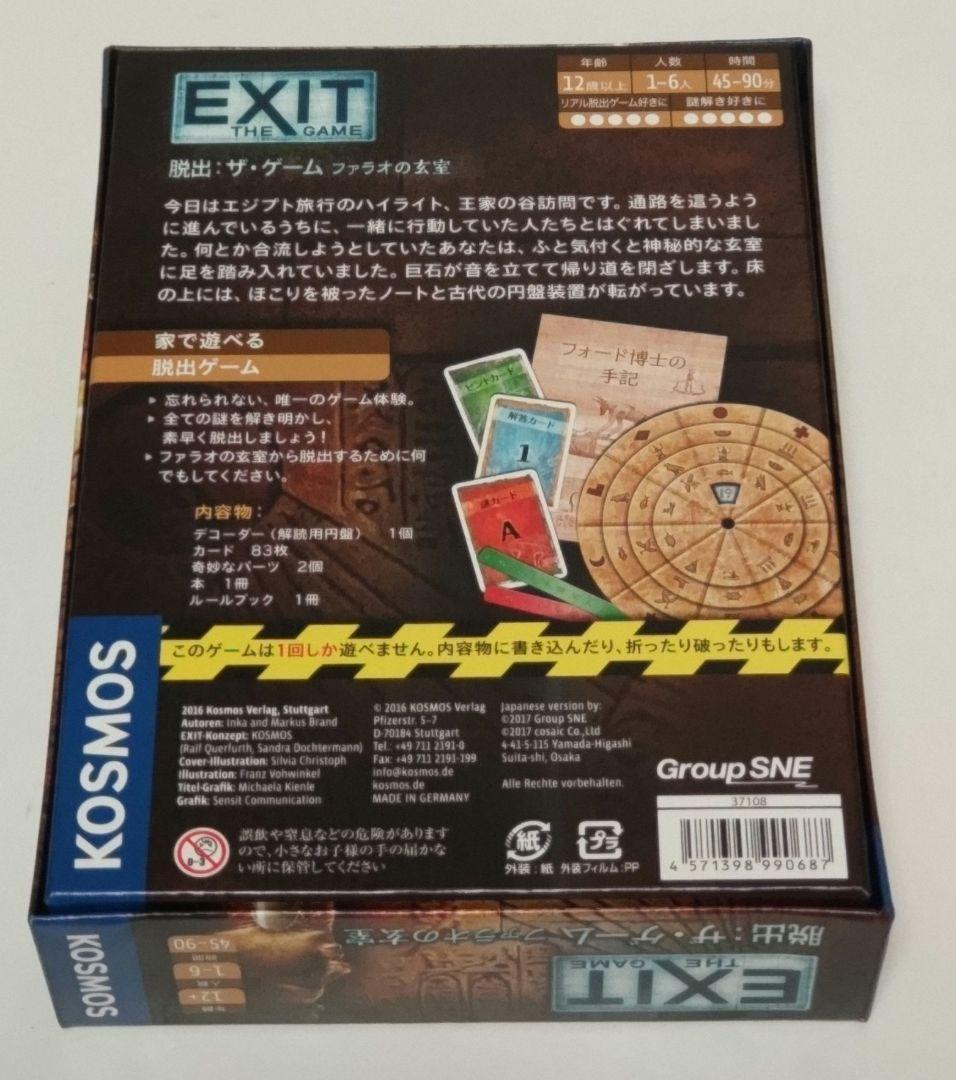 EXIT
THE GAME
脱出：ザ・ゲーム ファラオの玄室
年齢 人数 時間
12歳以上 1-6人 45-90分
リアル脱出ゲーム好きに 謎解き好きに
今日はエジプト旅行のハイライト、王家の谷訪問です。通路を這うよう
に進んでいるうちに、一緒に行動していた人たちとはぐれてしまいまし
た。何とか合流しようとしていたあなたは、ふと気付くと神秘的な玄室
に足を踏み入れていました。巨石が音を立てて帰り道を閉ざします。床
の上には、ほこりを被ったノートと古代の円盤装置が転がっています。
家で遊べる
脱出ゲーム
忘れられない、唯一のゲーム体験。
全ての謎を解き明かし、
素早く脱出しましょう！
ファラオの玄室から脱出するために何
でもしてください。
内容物：
デコーダー（解読用円盤） 1個
カード 83枚
奇妙なパーツ 2個
本 1冊
ルールブック 1冊
フォード博士の
手記
ヒントカード
解答カード
1
謎カード
A
19
このゲームは1回しか遊べません。内容物に書き込んだり、折ったり破ったりもします。
KOSMOS
2016 Kosmos Verlag, Stuttgart
Autoren: Inka and Markus Brand
EXIT-Konzept: KOSMOS
(Ralf Querfurth, Sandra Dochtermann)
Cover-Illustration: Silvia Christoph
Illustration: Franz Vohwinkel
Titel-Grafik: Michaela Kienle
Grafik: Sensit Communication
© 2016 KOSMOS Verlag
Pfizerstr. 5-7
D-70184 Stuttgart
Tel.: +49 711 2191-0
Fax: +49 711 2191-199
info@kosmos.de
kosmos.de
MADE IN GERMANY
Japanese version by:
©2017 Group SNE
©2017 cosaic Co.,Ltd
4-41-5-115 Yamada-Higashi
Suita-shi, Osaka
Alle Rechte vorbehalten.
Group SNE
37108
4 571398 990687
0-3
誤飲や窒息などの危険があります
ので、小さなお子様の手の届かな
い所に保管してください
紙
外装：紙
プラ
外装フィルム：PP
KOSMOS
45-90
時間
1-6
人数
12+
年齢
脱出：ザ・ゲーム ファラオの玄室
EXIT
THE GAME